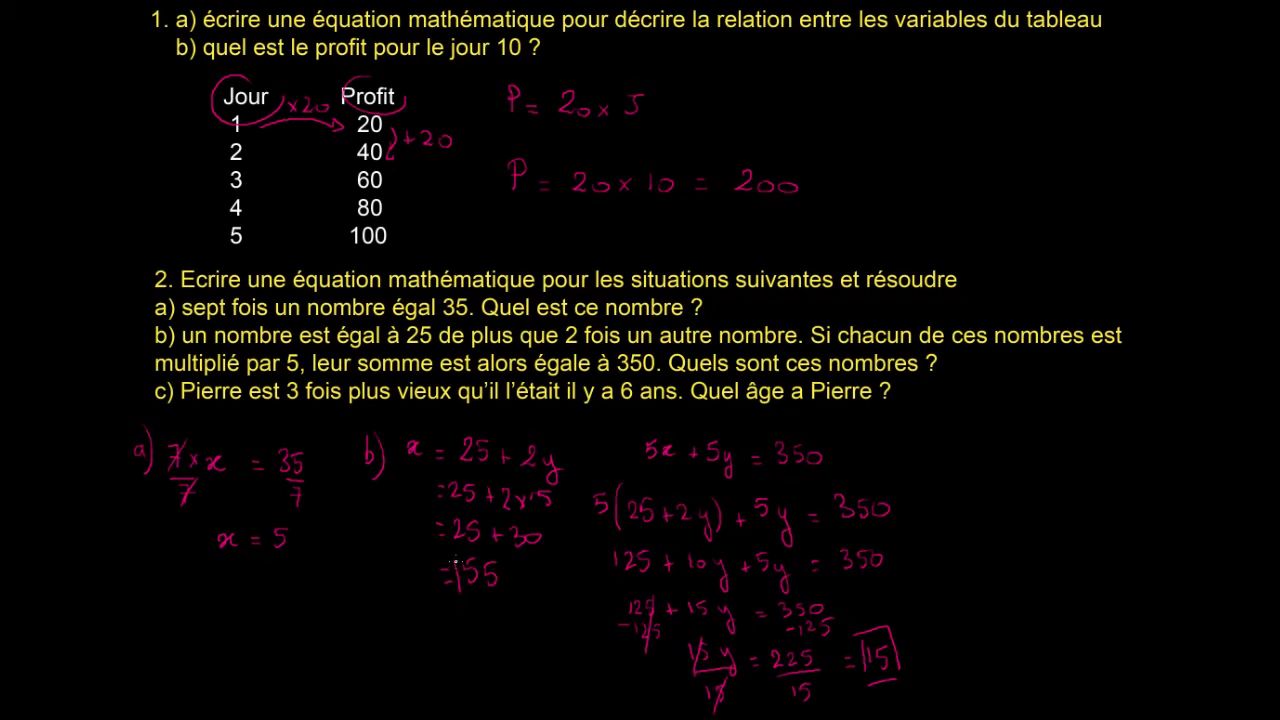 1. a) écrire une équation mathématique pour décrire la relation entre les variables du tableau
b) quel est le profit pour le jour 10 ?
Jour ×20 Profit
1 20
+20
2 40
3 60
4 80
5 100
P = 20 × J
P = 20 × 10 = 200
2. Ecrire une équation mathématique pour les situations suivantes et résoudre
a) sept fois un nombre égal 35. Quel est ce nombre ?
b) un nombre est égal à 25 de plus que 2 fois un autre nombre. Si chacun de ces nombres est
multiplié par 5, leur somme est alors égale à 350. Quels sont ces nombres ?
c) Pierre est 3 fois plus vieux qu’il l’était il y a 6 ans. Quel âge a Pierre ?
a) 7 × x = 35
7 7
x = 5
b) x = 25 + 2y
= 25 + 2×15
= 25 + 30
= 55
5x + 5y = 350
5(25 + 2y) + 5y = 350
125 + 10y + 5y = 350
125 + 15y = 350
-125 -125
15y = 225 = 15
15 15